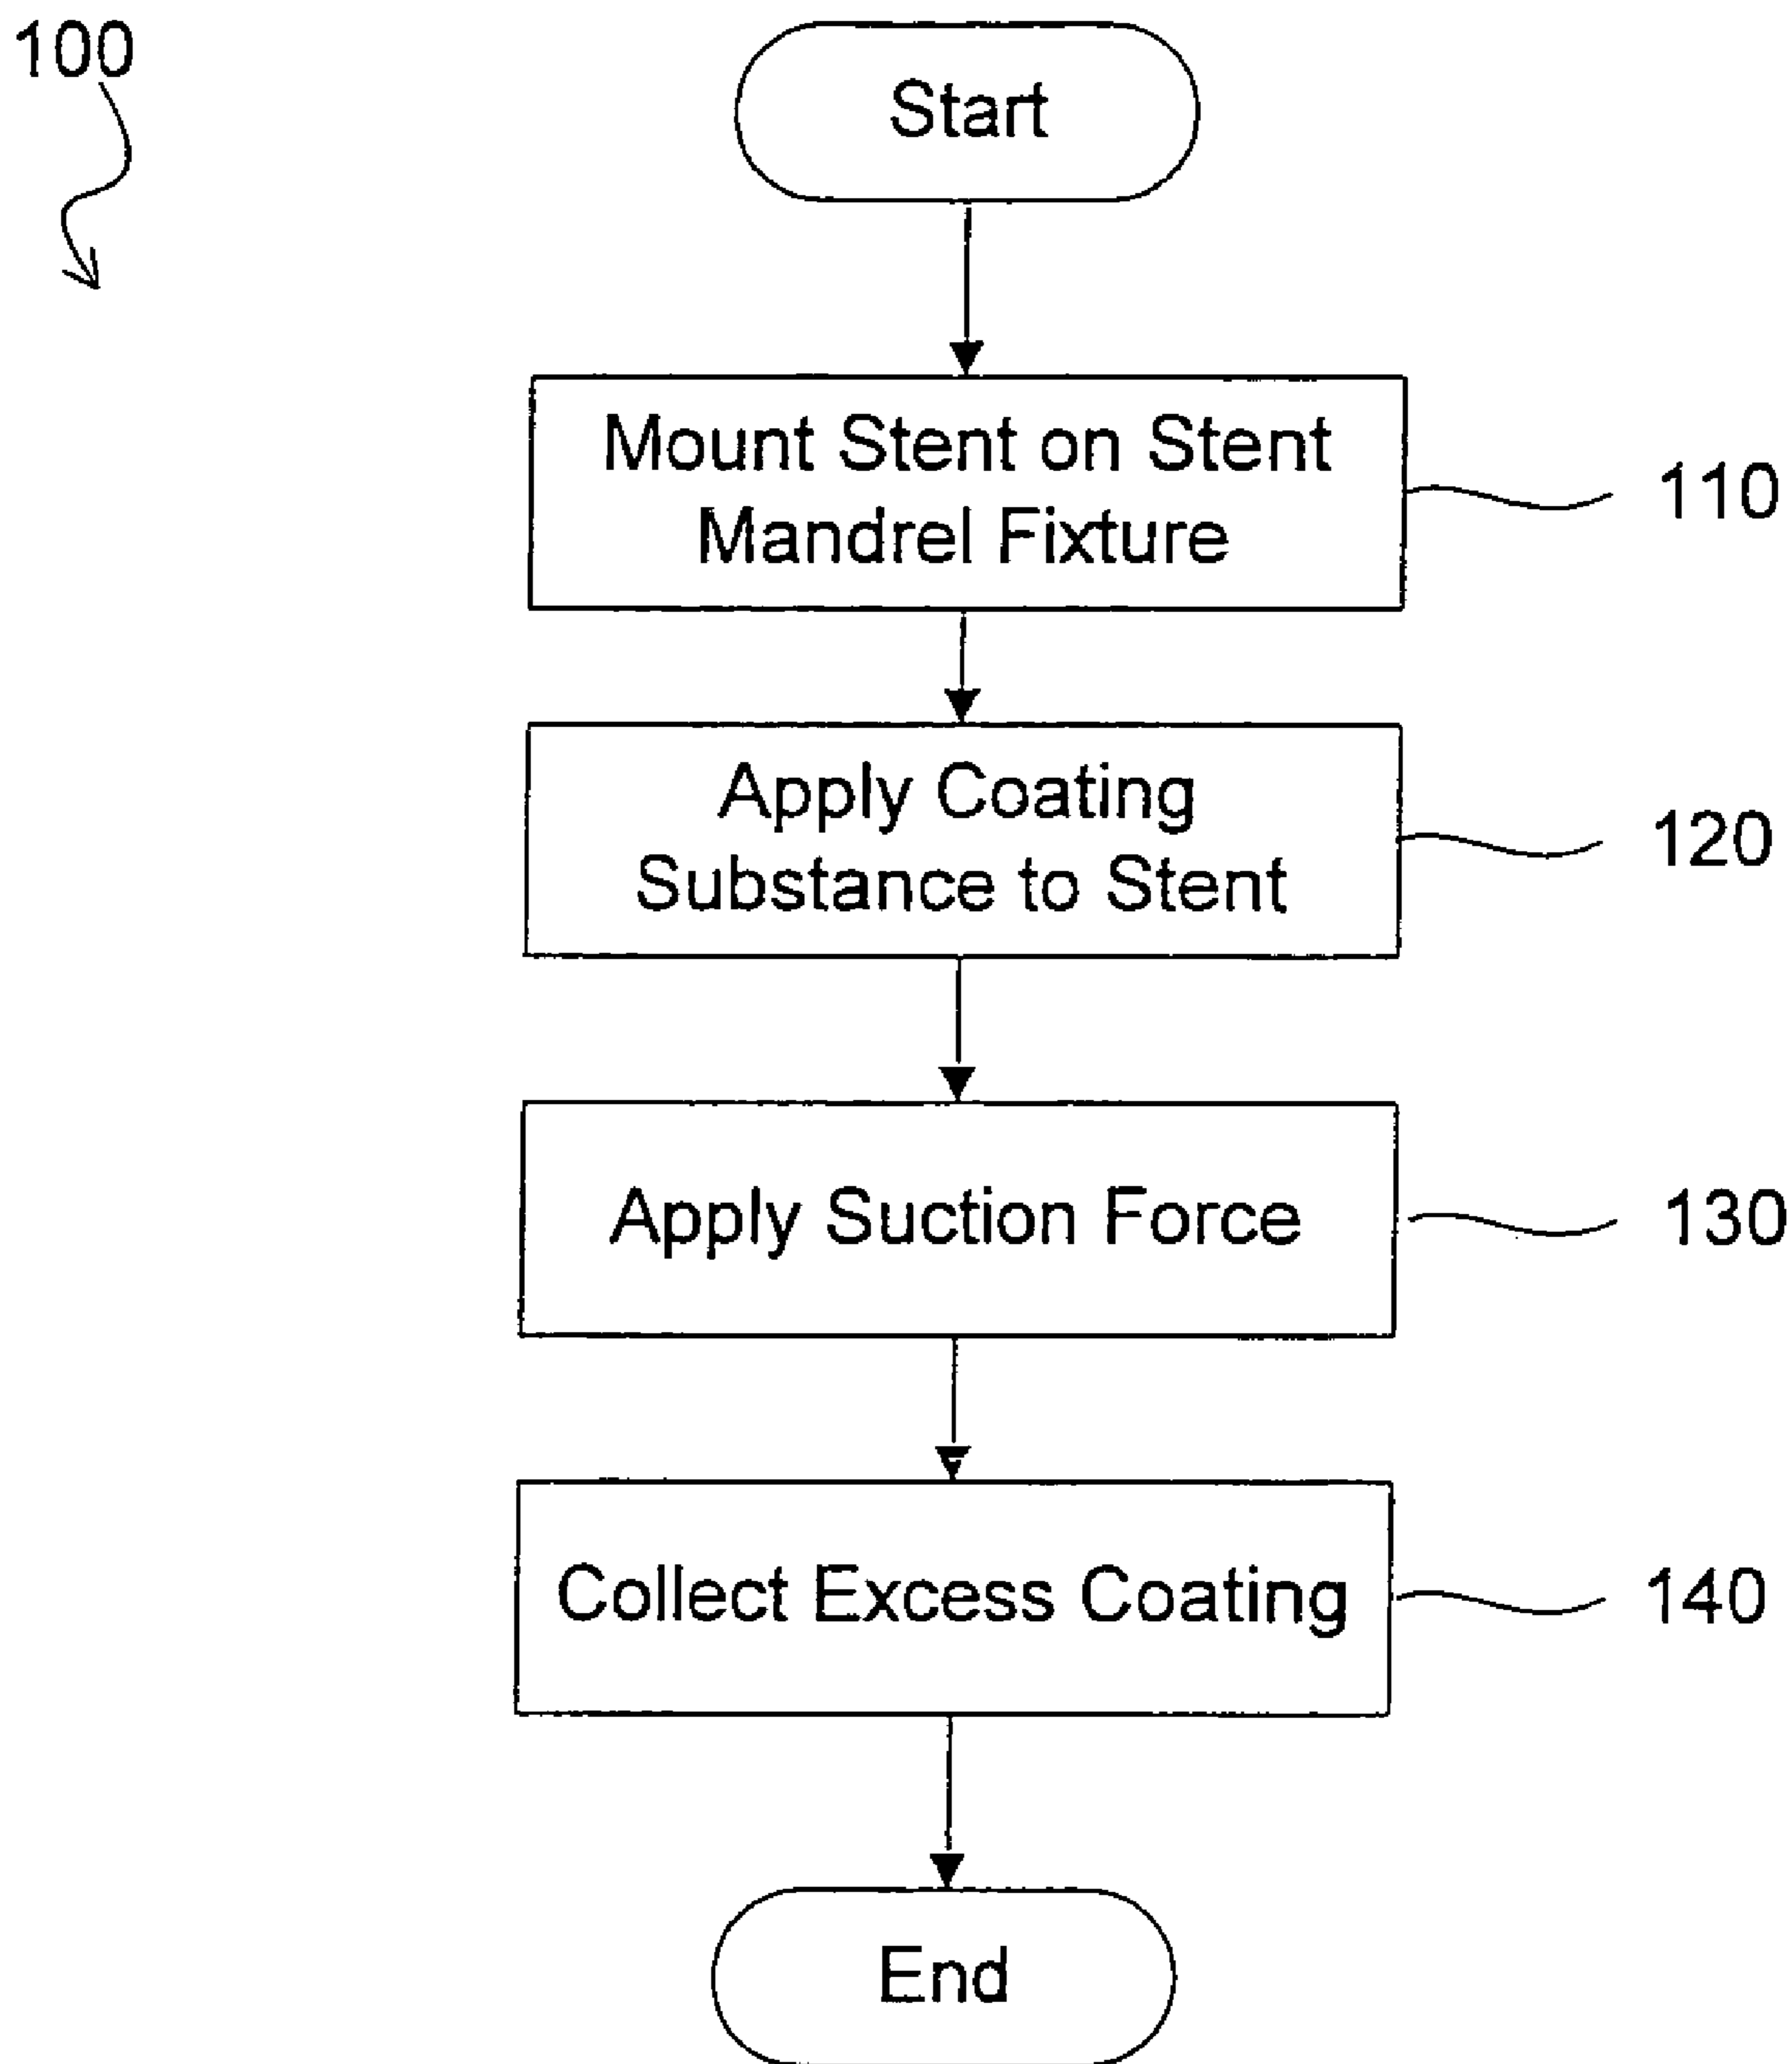 100
Start
Mount Stent on Stent
Mandrel Fixture
110
Apply Coating
Substance to Stent
120
Apply Suction Force
130
Collect Excess Coating
140
End